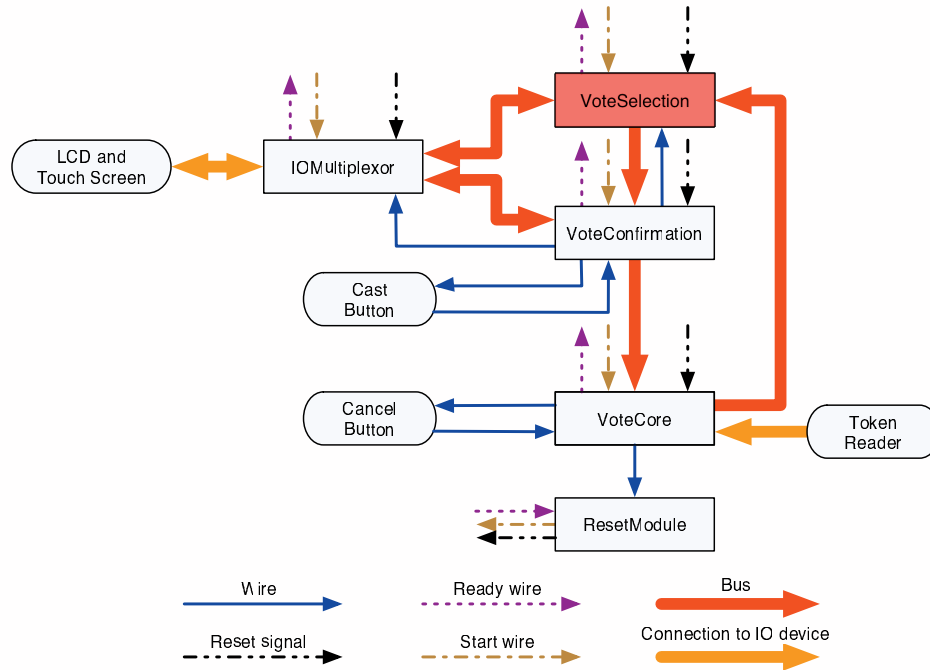 VoteSelection
LCD and
Touch Screen
IOMultiplexor
VoteConfirmation
Cast
Button
Cancel
Button
VoteCore
Token
Reader
ResetModule
Wire
Ready wire
Bus
Reset signal
Start wire
Connection to IO device